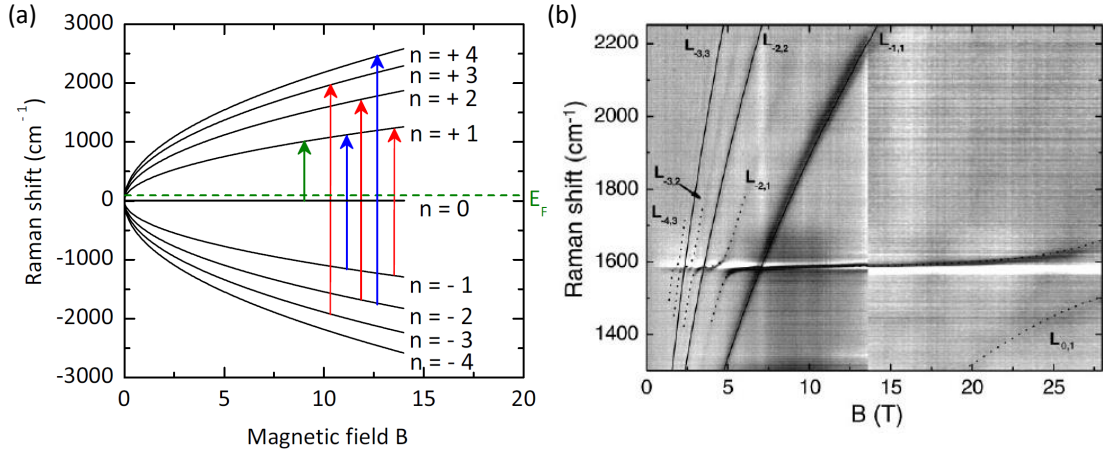 (a)
3000
2000
1000
0
-1000
-2000
-3000
Raman shift (cm⁻¹)
n = + 4
n = + 3
n = + 2
n = + 1
E_F
n = 0
n = - 1
n = - 2
n = - 3
n = - 4
0 5 10 15 20
Magnetic field B
(b)
2200
2000
1800
1600
1400
Raman shift (cm⁻¹)
L₋₃,₃
L₋₂,₂
L₋₁,₁
L₋₃,₂
L₋₂,₁
L₋₄,₃
L₀,₁
0 5 10 15 20 25
B (T)